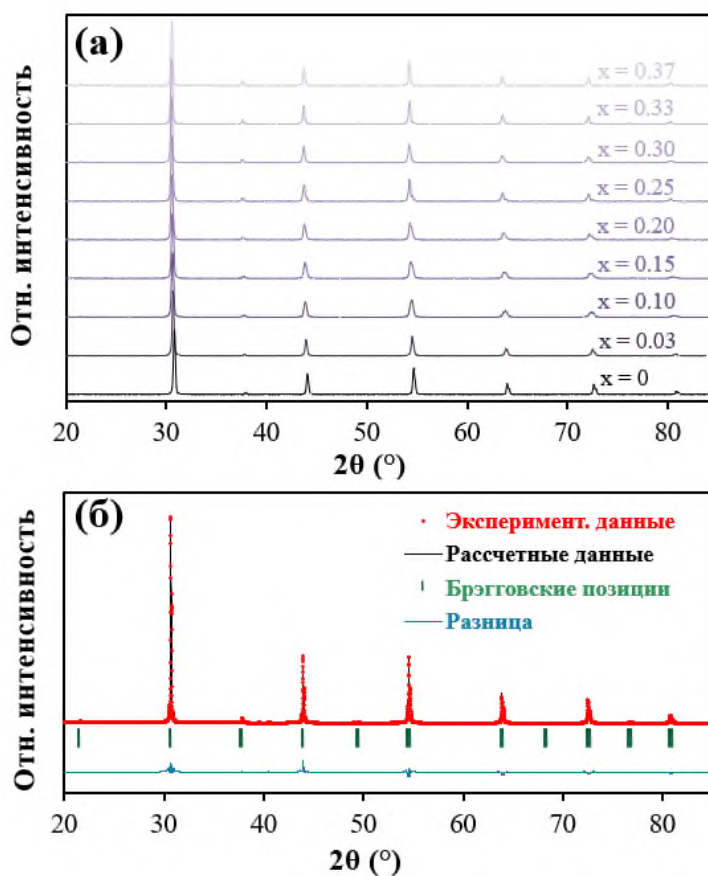 (а)
Отн. интенсивность
x = 0.37
x = 0.33
x = 0.30
x = 0.25
x = 0.20
x = 0.15
x = 0.10
x = 0.03
x = 0
20 30 40 50 60 70 80
2θ (°)
(б)
Отн. интенсивность
Эксперимент. данные
Рассчетные данные
Брэгговские позиции
Разница
20 30 40 50 60 70 80
2θ (°)